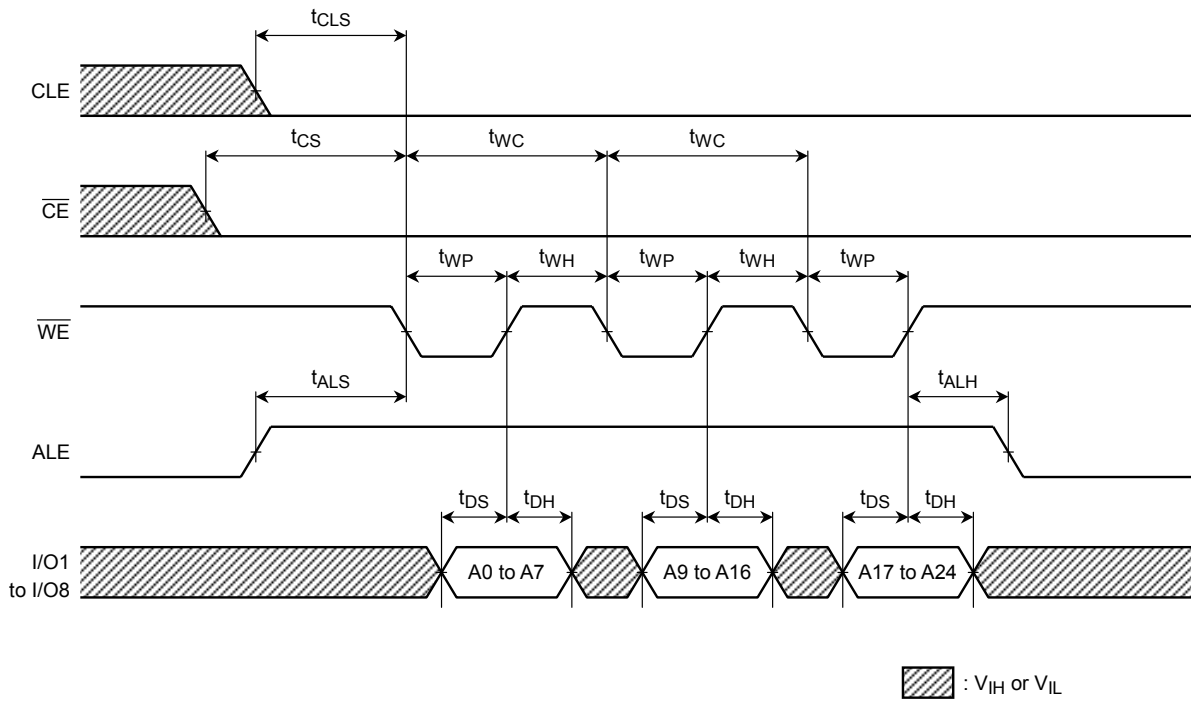 tCLS
CLE
tCS tWC tWC
CE
tWP tWH tWP tWH tWP
WE
tALS tALH
ALE
tDS tDH tDS tDH tDS tDH
I/O1
to I/O8
A0 to A7 A9 to A16 A17 to A24
: VIH or VIL